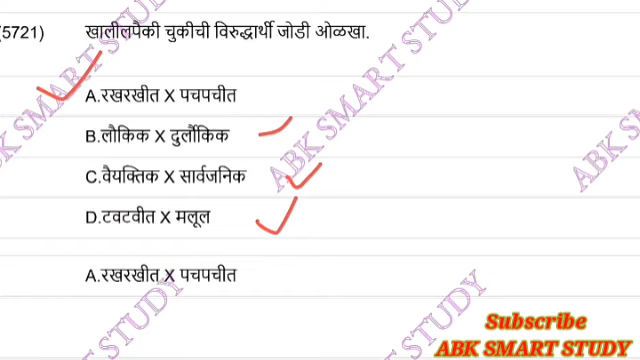 (5721) खालीलपैकी चुकीची विरुद्धार्थी जोडी ओळखा.
A.रखरखीत X पचपचीत
B.लौकिक X दुर्लौकिक
C.वैयक्तिक X सार्वजनिक
D.टवटवीत X मलूल
A.रखरखीत X पचपचीत
Subscribe
ABK SMART STUDY